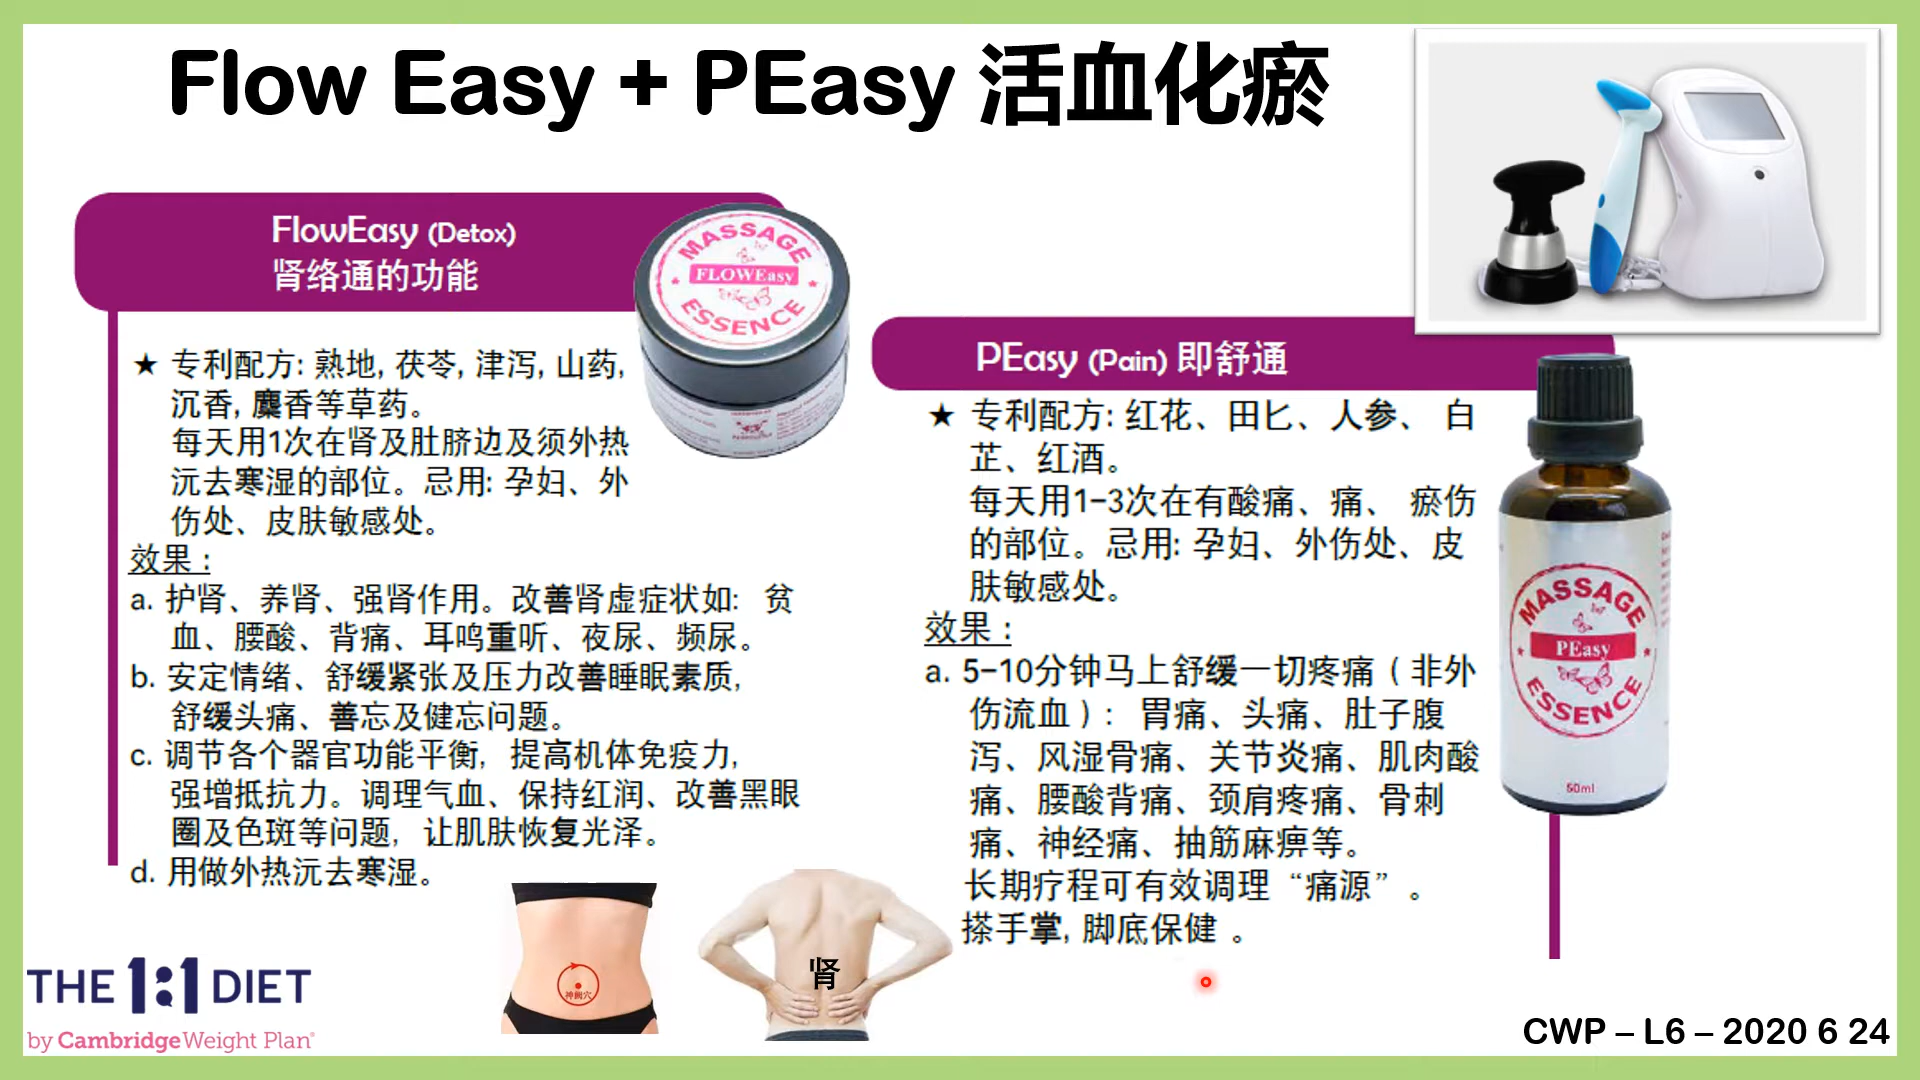 Flow Easy + PEasy 活血化瘀
FlowEasy (Detox)
肾络通的功能
MASSAGE
FLOWEasy
ESSENCE
★ 专利配方: 熟地, 茯苓, 津泻, 山药,
沉香, 麋香等草药。
每天用1次在肾及肚脐边及须外热
沅去寒湿的部位。忌用: 孕妇、外
伤处、皮肤敏感处。
效果 :
a. 护肾、养肾、强肾作用。改善肾虚症状如: 贫
血、腰酸、背痛、耳鸣重听、夜尿、频尿。
b. 安定情绪、舒缓紧张及压力改善睡眠素质,
舒缓头痛、善忘及健忘问题。
c. 调节各个器官功能平衡, 提高机体免疫力,
强增抵抗力。调理气血、保持红润、改善黑眼
圈及色斑等问题, 让肌肤恢复光泽。
d. 用做外热沅去寒湿。
神阙穴
肾
PEasy (Pain) 即舒通
★ 专利配方: 红花、田匕、人参、 白
芷、红酒。
每天用1-3次在有酸痛、痛、 瘀伤
的部位。忌用: 孕妇、外伤处、皮
肤敏感处。
效果 :
a. 5-10分钟马上舒缓一切疼痛 ( 非外
伤流血 ) : 胃痛、头痛、肚子腹
泻、风湿骨痛、关节炎痛、肌肉酸
痛、腰酸背痛、颈肩疼痛、骨刺
痛、神经痛、抽筋麻痹等。
长期疗程可有效调理 “痛源” 。
搽手掌, 脚底保健 。
MASSAGE
PEasy
ESSENCE
50ml
THE 1:1 DIET
by Cambridge Weight Plan®
CWP – L6 – 2020 6 24